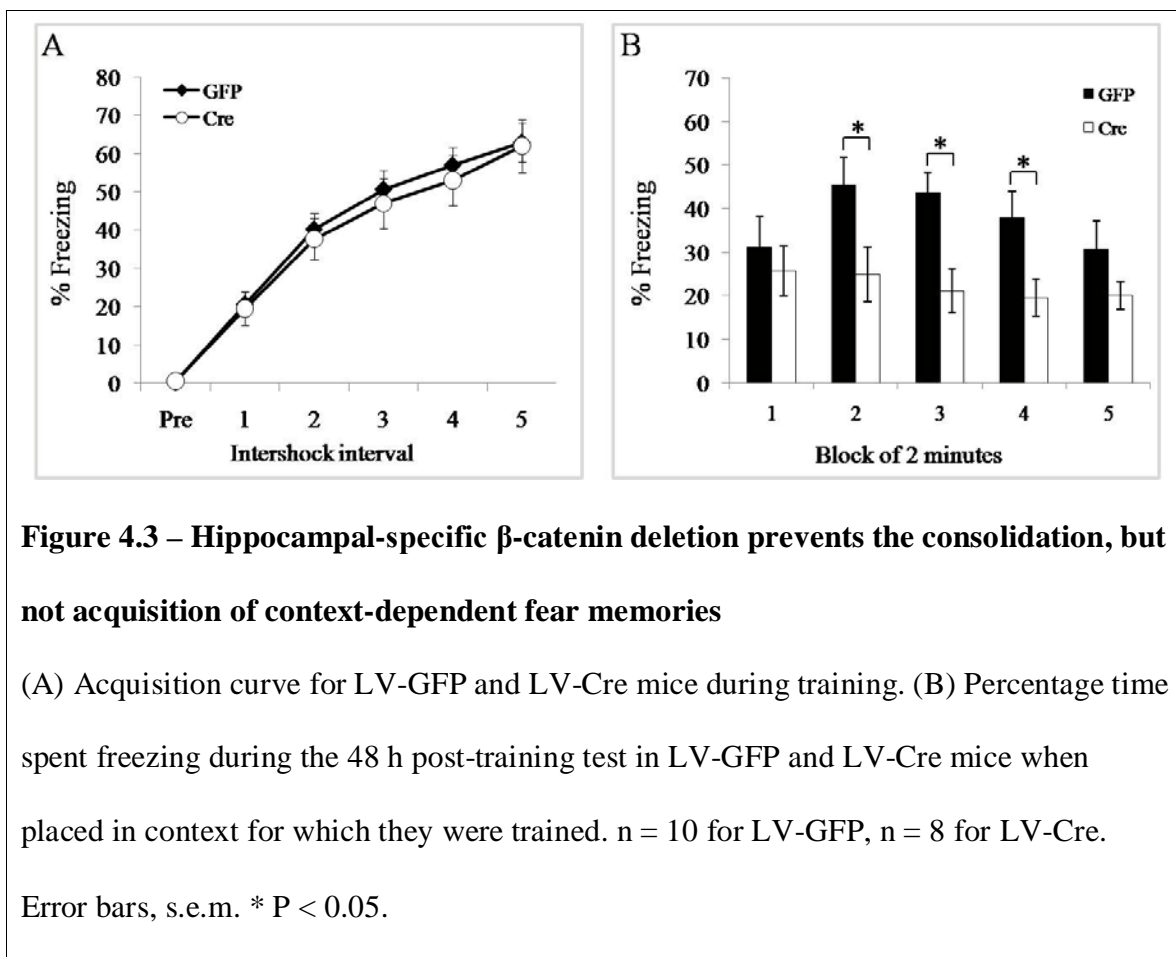 A
80
70
60
50
40
30
20
10
0
% Freezing
GFP
Cre
Pre 1 2 3 4 5
Intershock interval
B
70
60
50
40
30
20
10
0
% Freezing
GFP
Cre
* * *
1 2 3 4 5
Block of 2 minutes
Figure 4.3 – Hippocampal-specific β-catenin deletion prevents the consolidation, but
not acquisition of context-dependent fear memories
(A) Acquisition curve for LV-GFP and LV-Cre mice during training. (B) Percentage time
spent freezing during the 48 h post-training test in LV-GFP and LV-Cre mice when
placed in context for which they were trained. n = 10 for LV-GFP, n = 8 for LV-Cre.
Error bars, s.e.m. * P < 0.05.